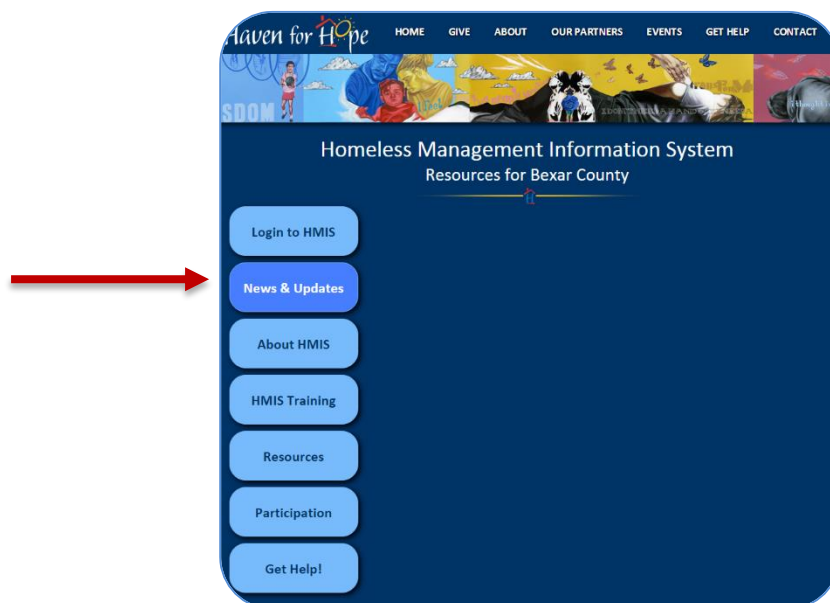 Haven for Hope
HOME GIVE ABOUT OUR PARTNERS EVENTS GET HELP CONTACT
SDOM
Homeless Management Information System
Resources for Bexar County
H
Login to HMIS
News & Updates
About HMIS
HMIS Training
Resources
Participation
Get Help!